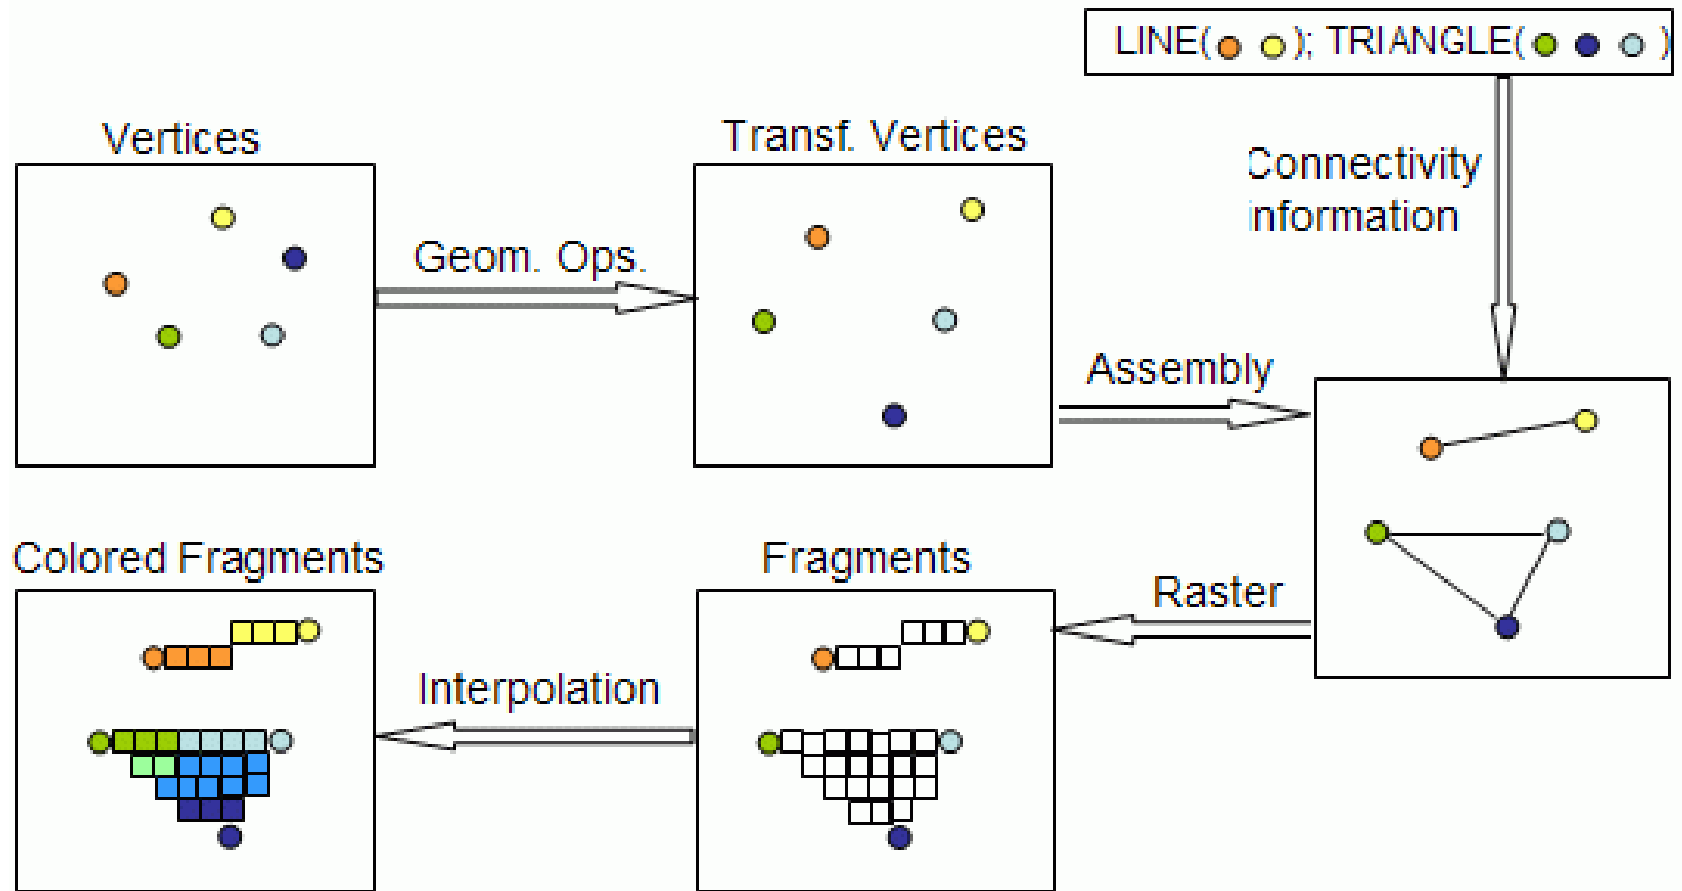 LINE( ); TRIANGLE( )
Vertices
Transf. Vertices
Connectivity
information
Geom. Ops.
Assembly
Colored Fragments
Fragments
Raster
Interpolation